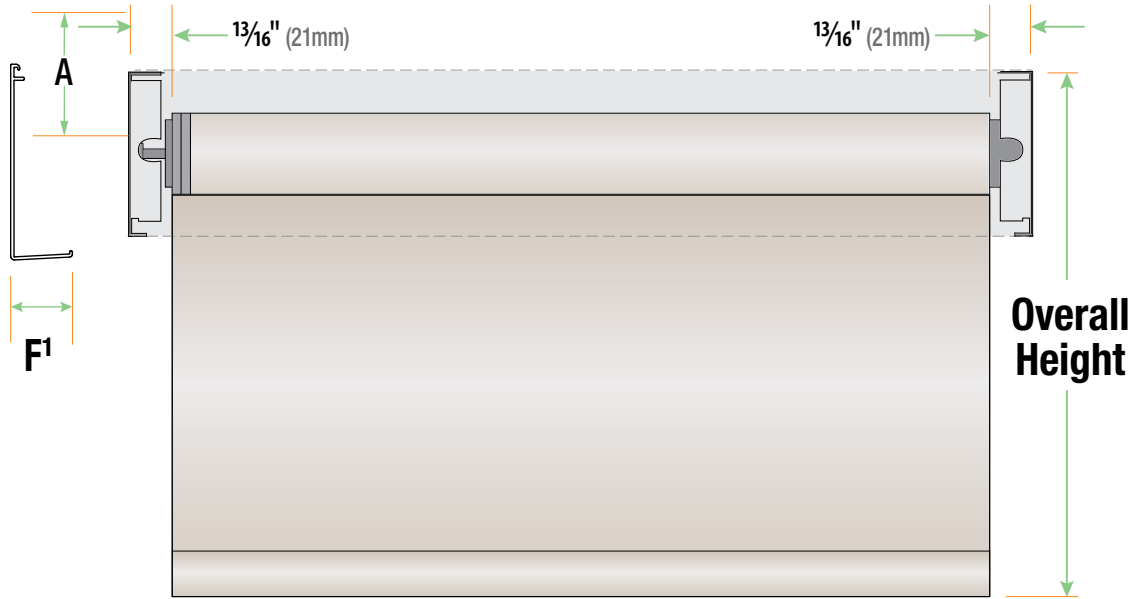 ¹³⁄₁₆" (21mm)
¹³⁄₁₆" (21mm)
A
F¹
Overall
Height